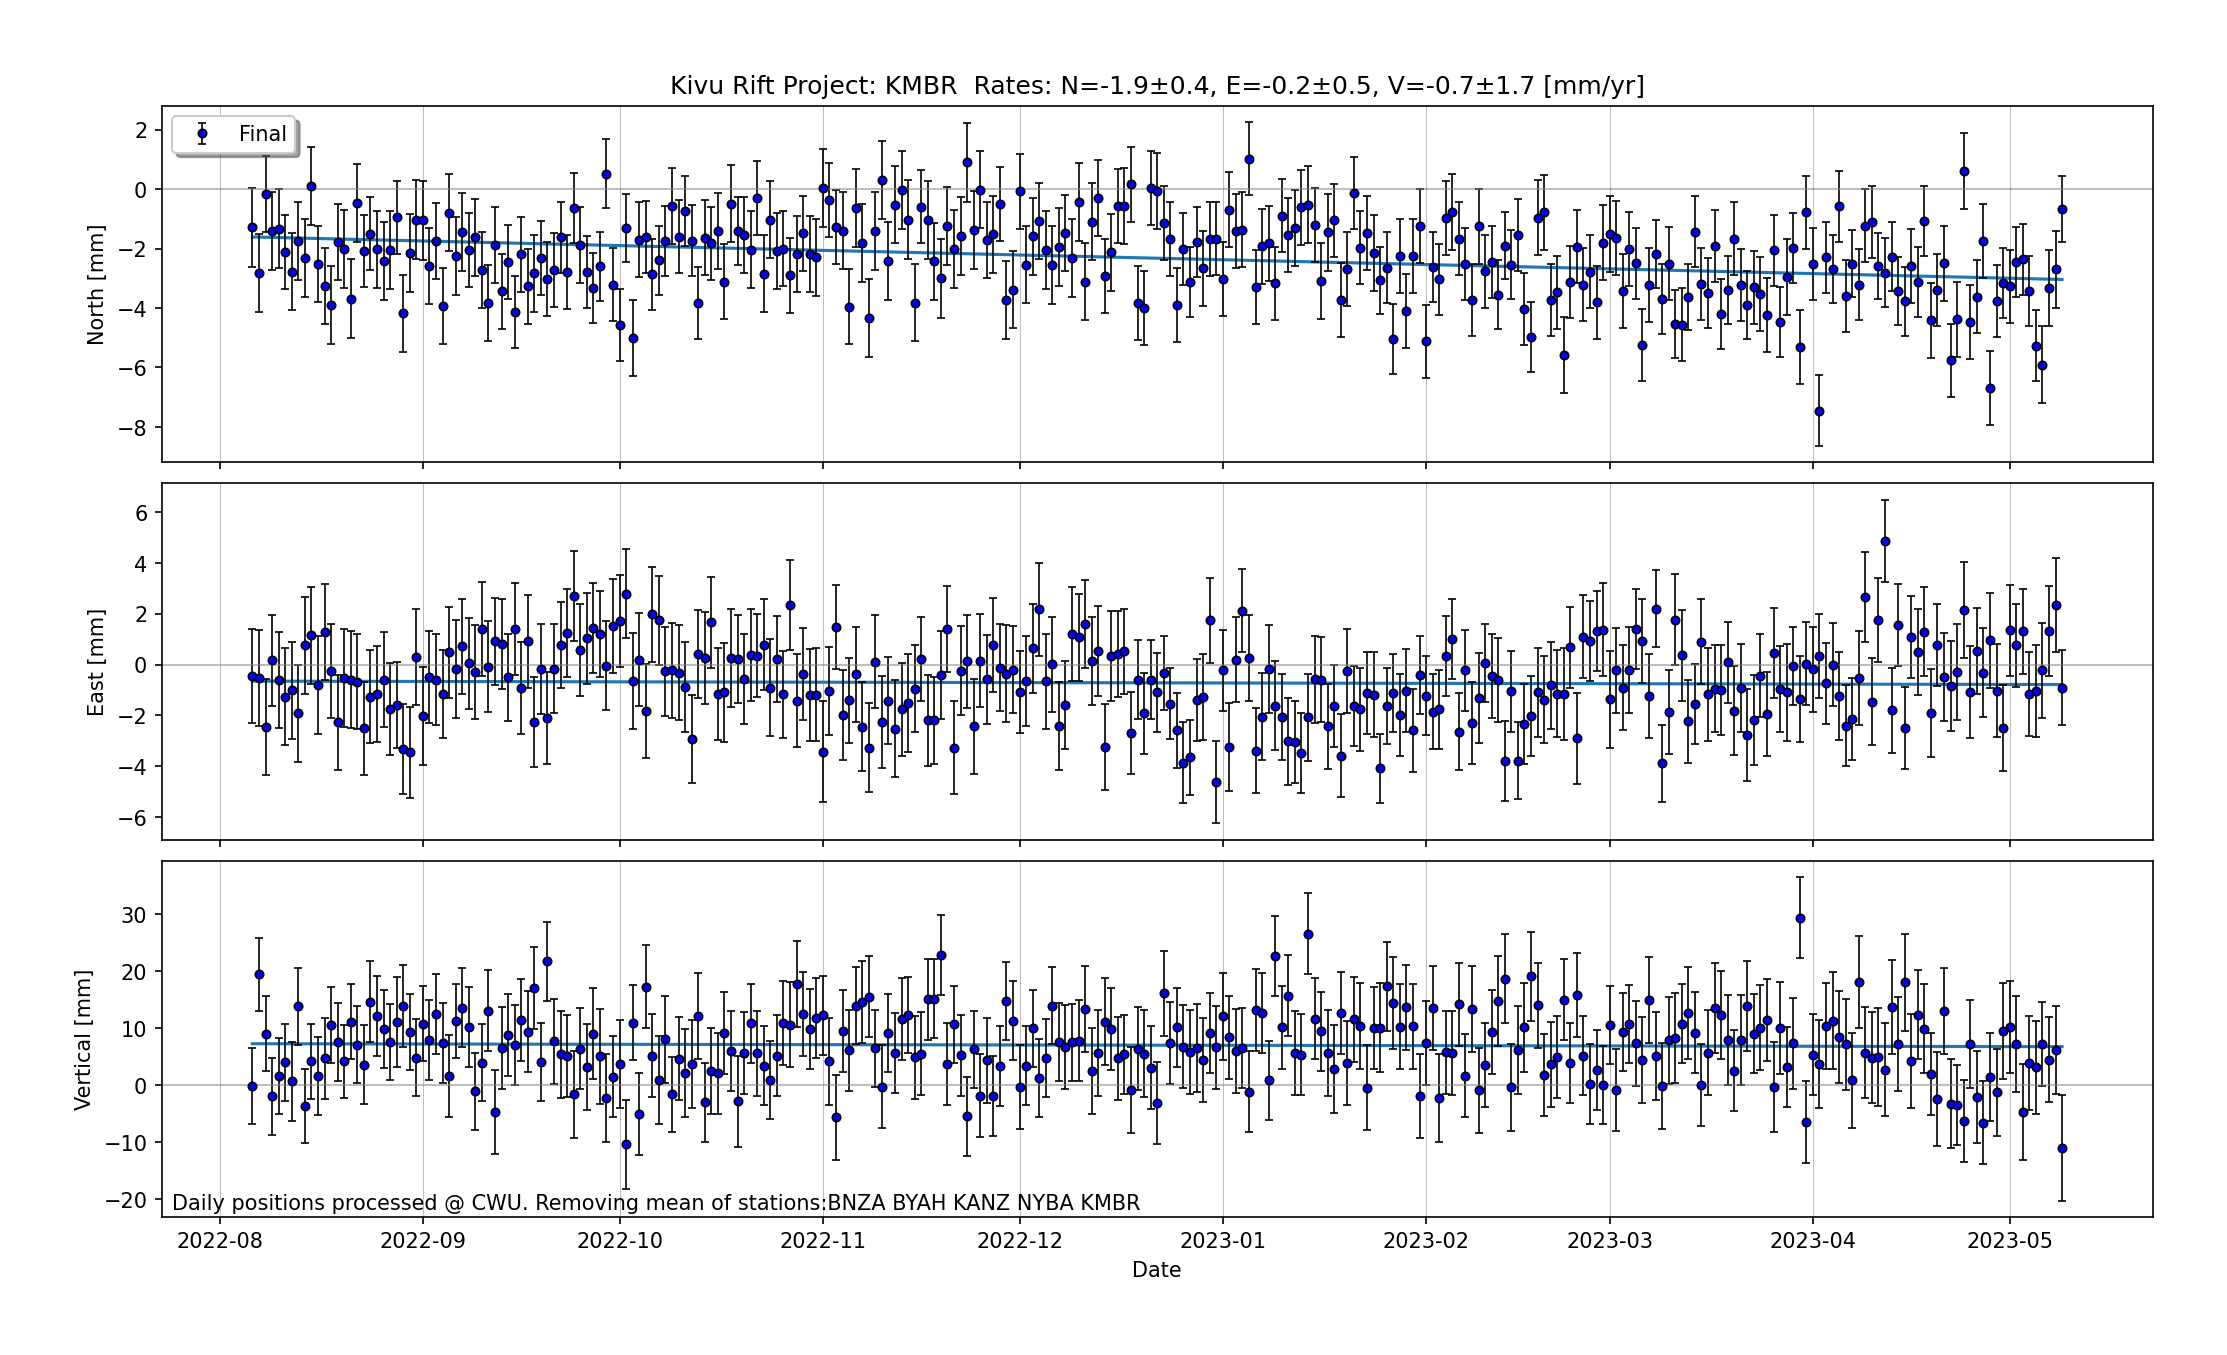 Kivu Rift Project: KMBR  Rates: N=-1.9±0.4, E=-0.2±0.5, V=-0.7±1.7 [mm/yr]
Final
2
0
−2
−4
−6
−8
North [mm]
6
4
2
0
−2
−4
−6
East [mm]
30
20
10
0
−10
−20
Vertical [mm]
Daily positions processed @ CWU. Removing mean of stations:BNZA BYAH KANZ NYBA KMBR
2022-08 2022-09 2022-10 2022-11 2022-12 2023-01 2023-02 2023-03 2023-04 2023-05
Date